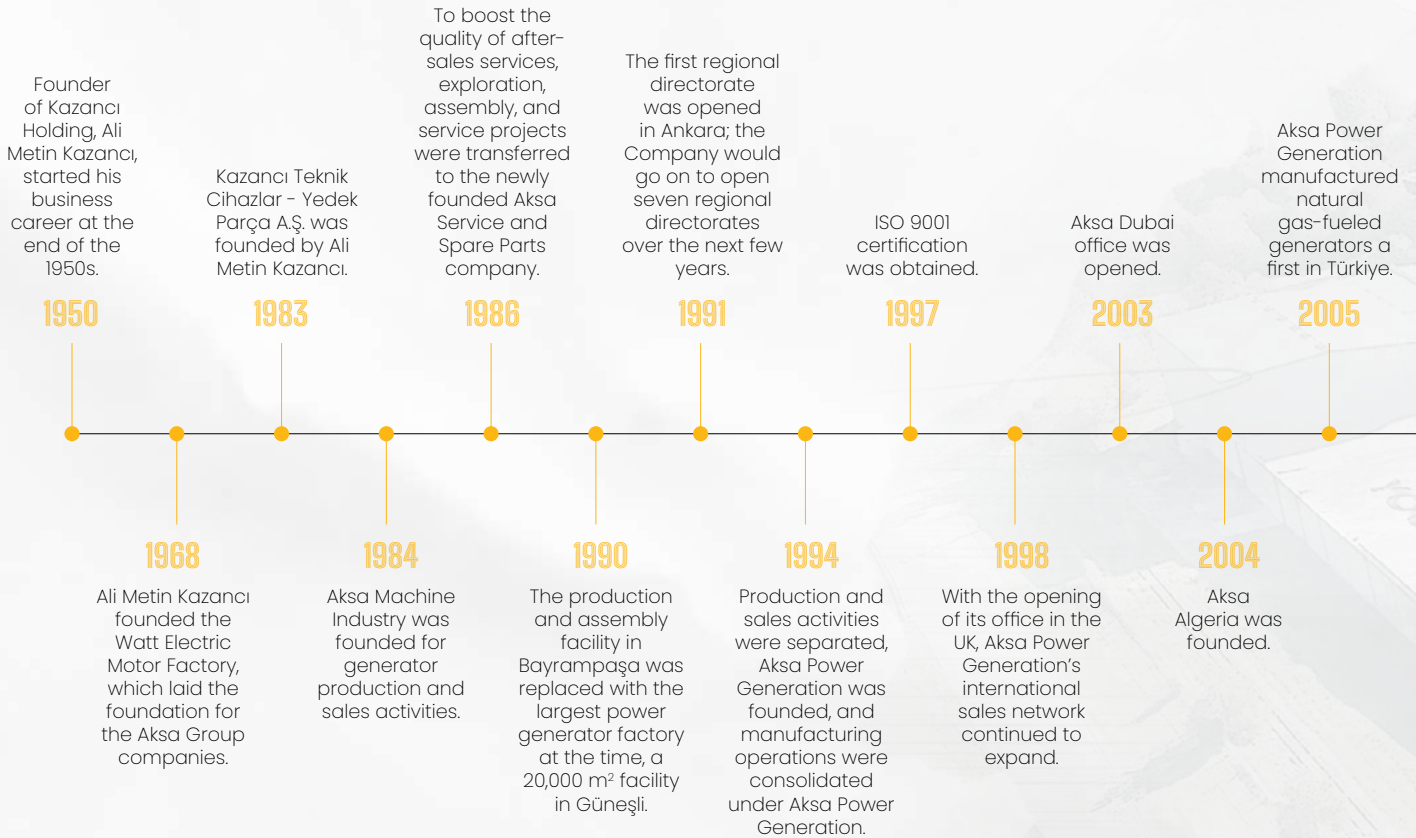 Founder
of Kazancı
Holding, Ali
Metin Kazancı,
started his
business
career at the
end of the
1950s.
1950
Ali Metin Kazancı
founded the
Watt Electric
Motor Factory,
which laid the
foundation for
the Aksa Group
companies.
1968
Kazancı Teknik
Cihazlar - Yedek
Parça A.Ş. was
founded by Ali
Metin Kazancı.
1983
1984
Aksa Machine
Industry was
founded for
generator
production and
sales activities.
To boost the
quality of after-
sales services,
exploration,
assembly, and
service projects
were transferred
to the newly
founded Aksa
Service and
Spare Parts
company.
1986
1990
The production
and assembly
facility in
Bayrampaşa was
replaced with the
largest power
generator factory
at the time, a
20,000 m² facility
in Güneşli.
The first regional
directorate
was opened
in Ankara; the
Company would
go on to open
seven regional
directorates
over the next few
years.
1991
1994
Production and
sales activities
were separated,
Aksa Power
Generation was
founded, and
manufacturing
operations were
consolidated
under Aksa Power
Generation.
ISO 9001
certification
was obtained.
1997
1998
With the opening
of its office in the
UK, Aksa Power
Generation's
international
sales network
continued to
expand.
Aksa Dubai
office was
opened.
2003
2004
Aksa
Algeria was
founded.
Aksa Power
Generation
manufactured
natural
gas-fueled
generators a
first in Türkiye.
2005